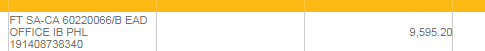 FT SA-CA 60220066/B EAD
OFFICE IB PHL 9,595.20
191408738340